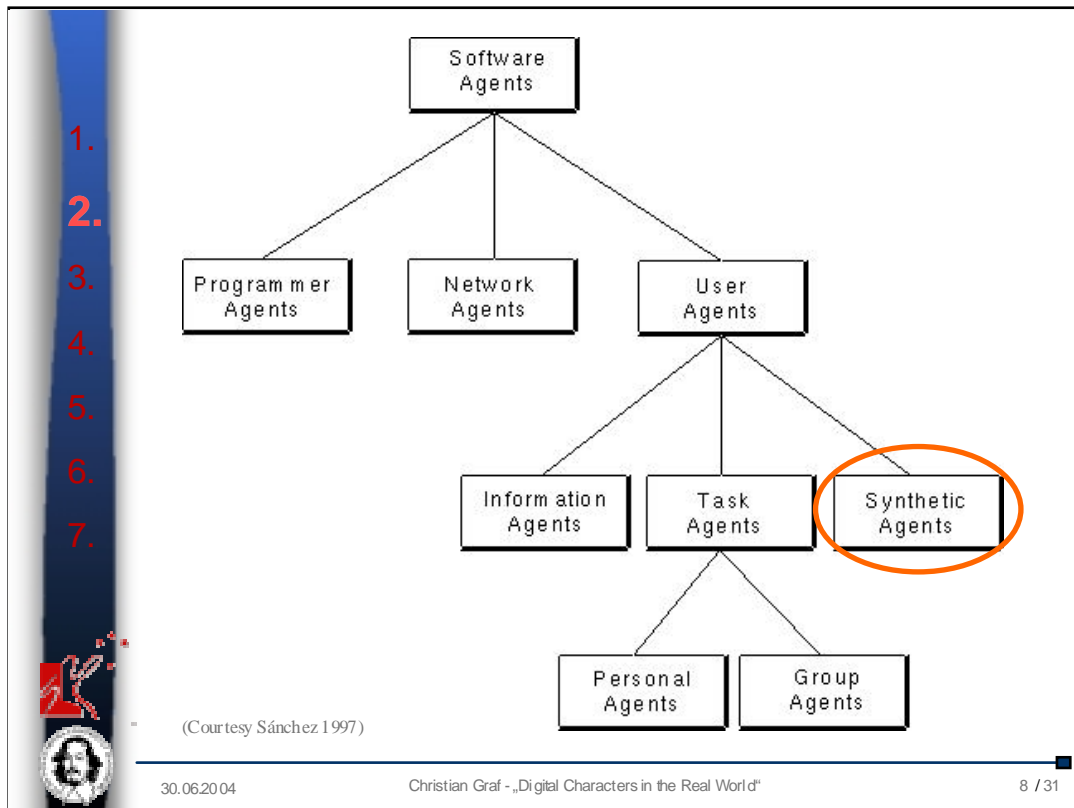 Software
Agents
1.
2.
3.
4.
5.
6.
7.
Programmer
Agents
Network
Agents
User
Agents
Information
Agents
Task
Agents
Synthetic
Agents
Personal
Agents
Group
Agents
(Courtesy Sánchez 1997)
30.06.2004
Christian Graf - „Digital Characters in the Real World“
8 / 31